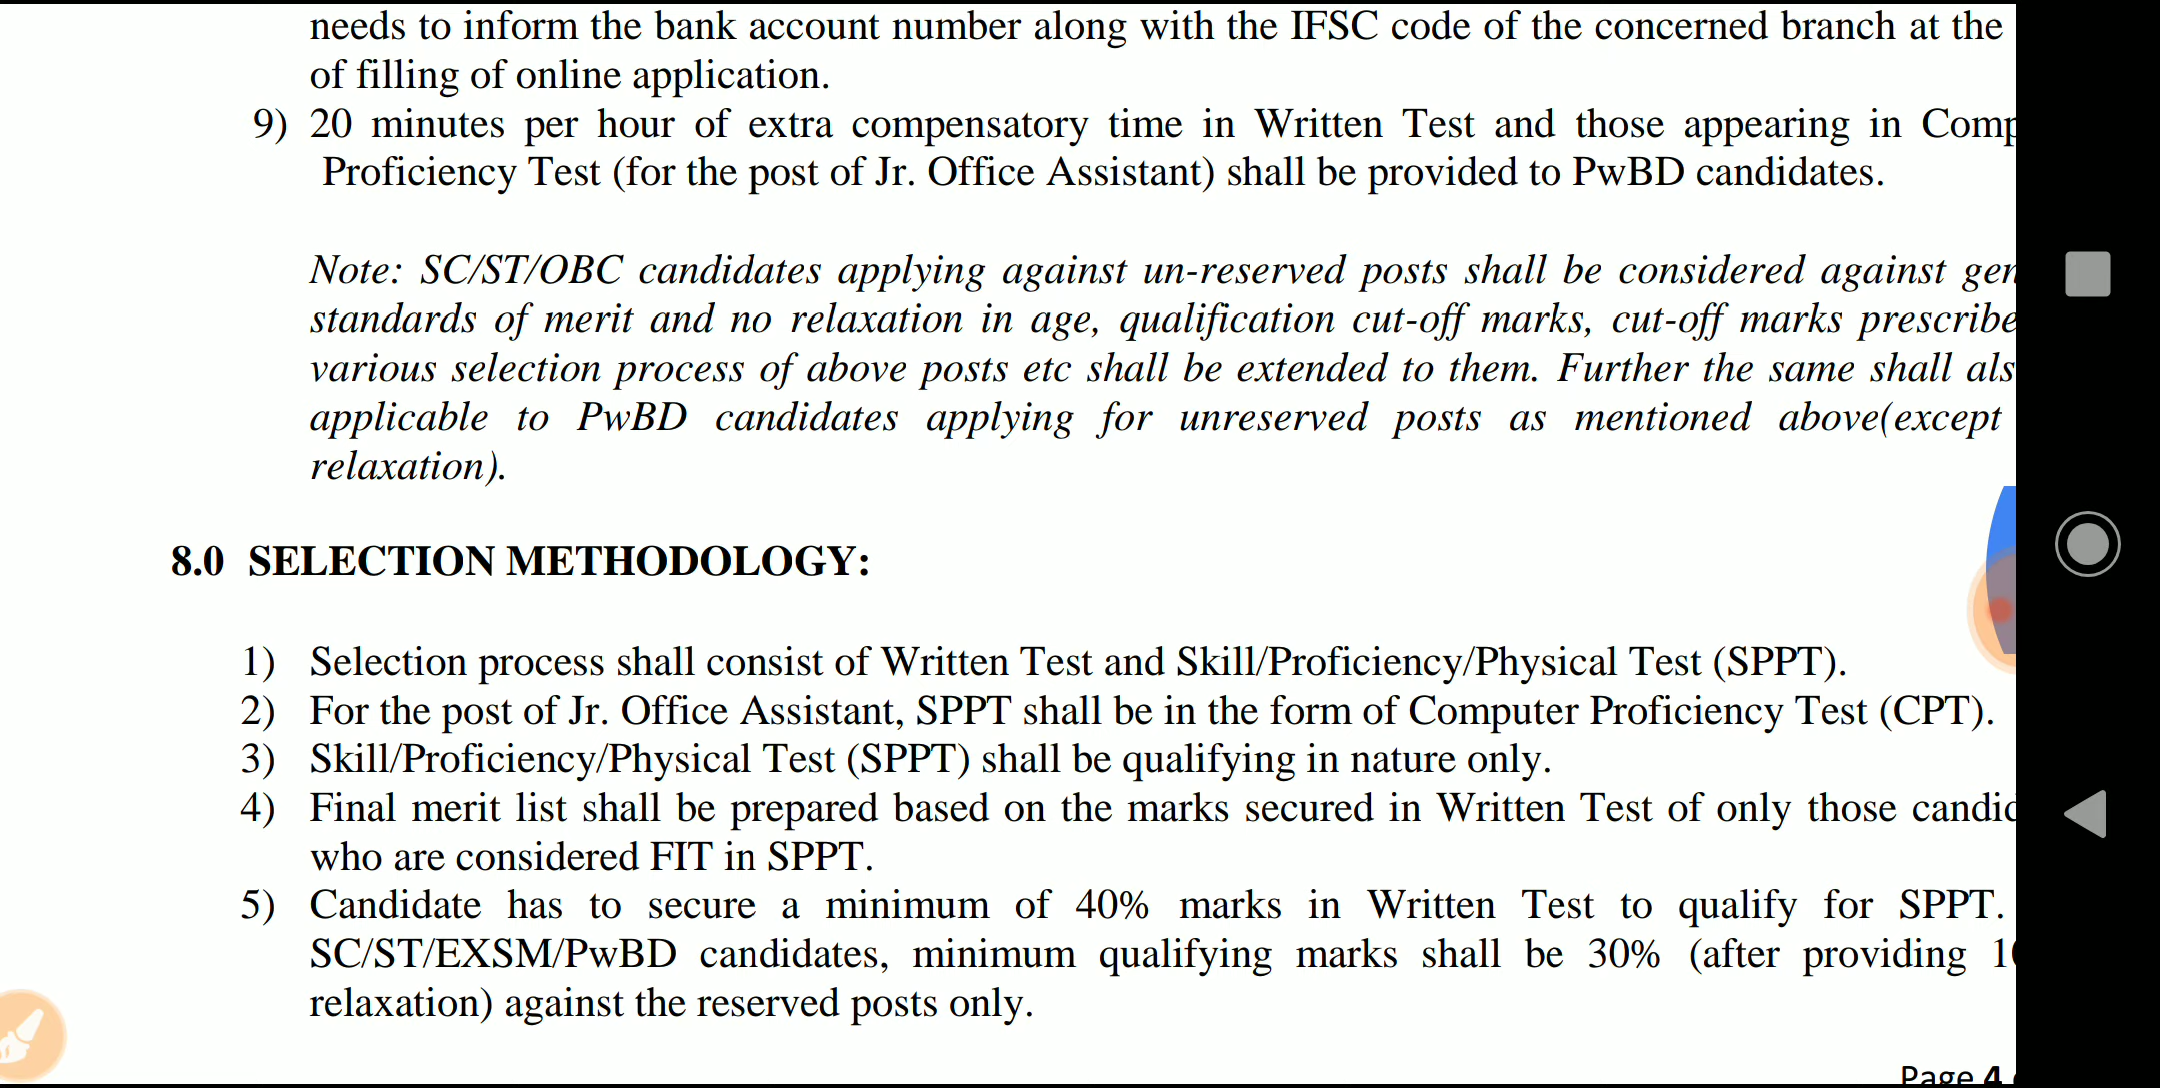 needs to inform the bank account number along with the IFSC code of the concerned branch at the
of filling of online application.
9) 20 minutes per hour of extra compensatory time in Written Test and those appearing in Comp
Proficiency Test (for the post of Jr. Office Assistant) shall be provided to PwBD candidates.
Note: SC/ST/OBC candidates applying against un-reserved posts shall be considered against gen
standards of merit and no relaxation in age, qualification cut-off marks, cut-off marks prescribe
various selection process of above posts etc shall be extended to them. Further the same shall als
applicable to PwBD candidates applying for unreserved posts as mentioned above(except
relaxation).
8.0 SELECTION METHODOLOGY:
1) Selection process shall consist of Written Test and Skill/Proficiency/Physical Test (SPPT).
2) For the post of Jr. Office Assistant, SPPT shall be in the form of Computer Proficiency Test (CPT).
3) Skill/Proficiency/Physical Test (SPPT) shall be qualifying in nature only.
4) Final merit list shall be prepared based on the marks secured in Written Test of only those candid
who are considered FIT in SPPT.
5) Candidate has to secure a minimum of 40% marks in Written Test to qualify for SPPT.
SC/ST/EXSM/PwBD candidates, minimum qualifying marks shall be 30% (after providing 1
relaxation) against the reserved posts only.
Page 4